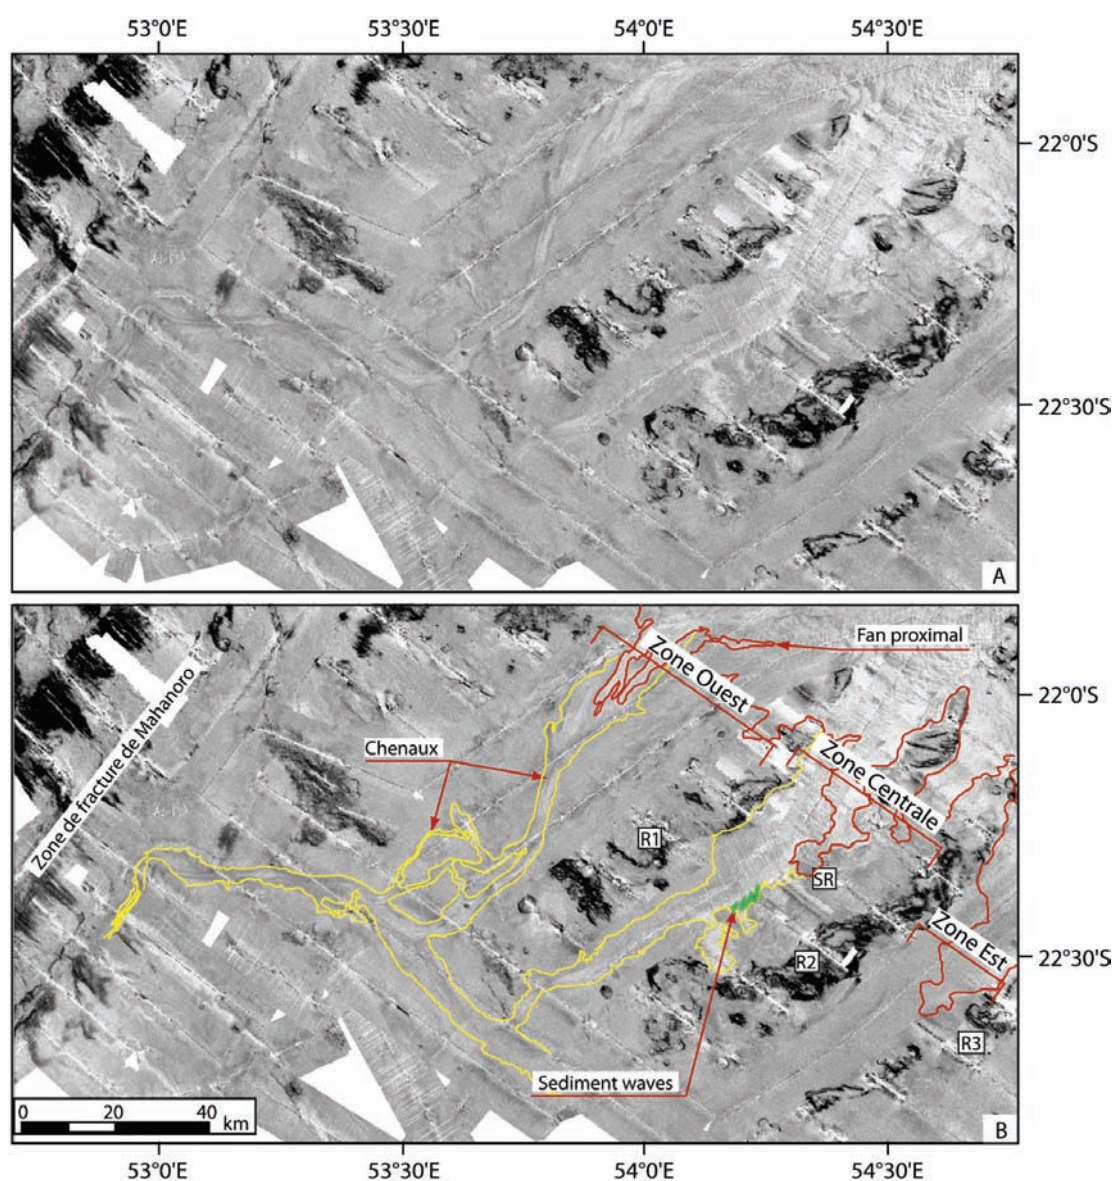 53°0'E 53°30'E 54°0'E 54°30'E
22°0'S
22°30'S
A
Fan proximal
Zone Ouest
22°0'S
Zone de fracture de Mahanoro
Chenaux
Zone Centrale
R1
SR
Zone Est
R2
22°30'S
R3
Sediment waves
0 20 40
km
B
53°0'E 53°30'E 54°0'E 54°30'E